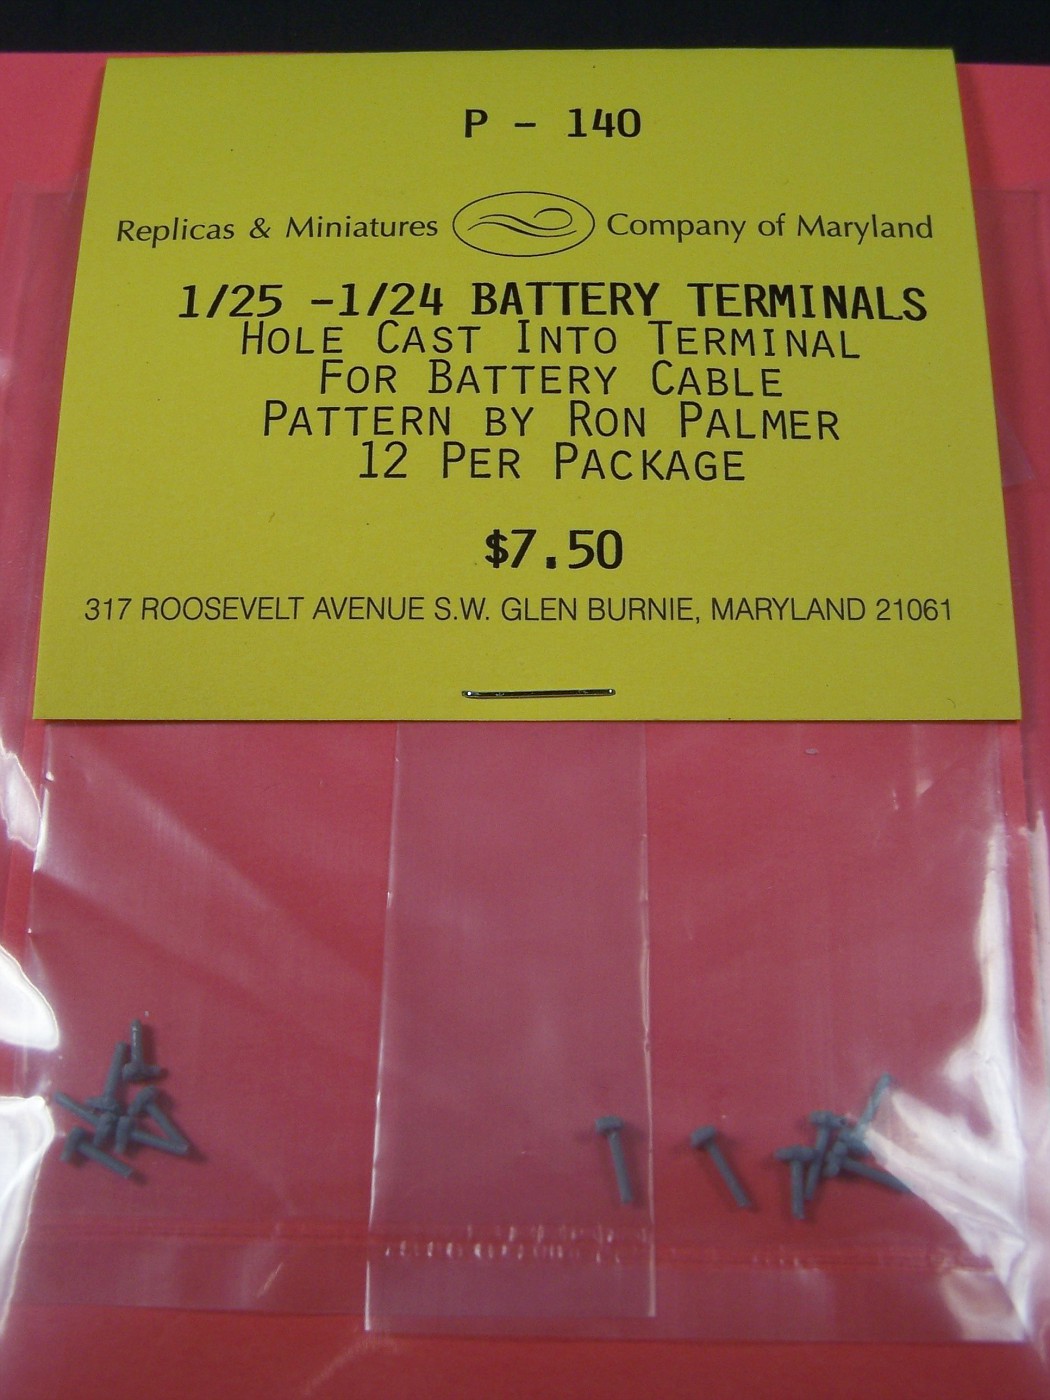 P - 140
Replicas & Miniatures Company of Maryland
1/25 -1/24 BATTERY TERMINALS
HOLE CAST INTO TERMINAL
FOR BATTERY CABLE
PATTERN BY RON PALMER
12 PER PACKAGE
$7.50
317 ROOSEVELT AVENUE S.W. GLEN BURNIE, MARYLAND 21061